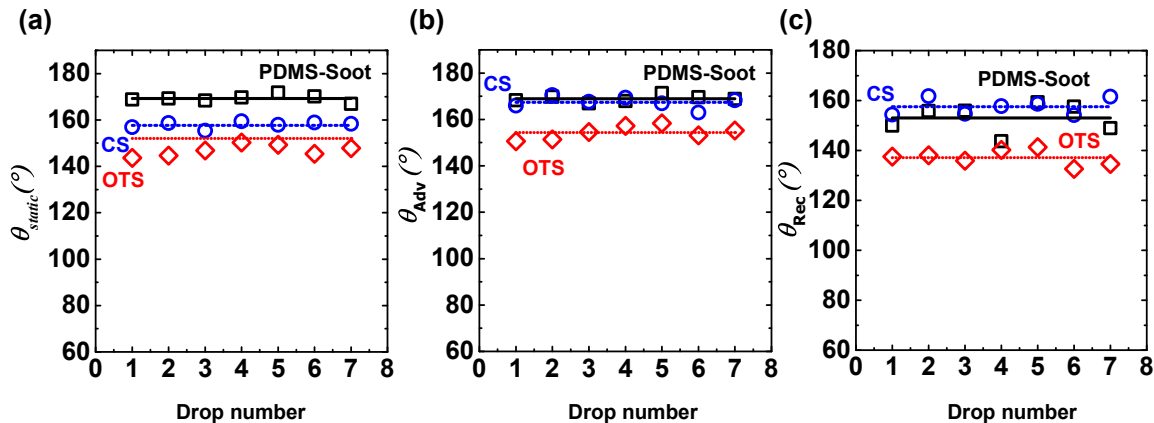 (a)
180
160
140
120
100
80
60
0 1 2 3 4 5 6 7 8
PDMS-Soot
CS
OTS
θstatic(°)
Drop number
(b)
180
160
140
120
100
80
60
0 1 2 3 4 5 6 7 8
PDMS-Soot
CS
OTS
θAdv(°)
Drop number
(c)
180
160
140
120
100
80
60
0 1 2 3 4 5 6 7 8
PDMS-Soot
CS
OTS
θRec(°)
Drop number